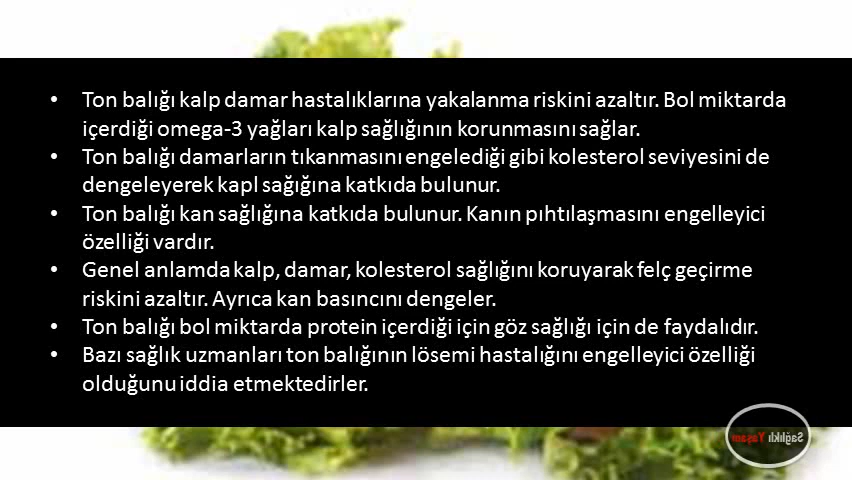 • Ton balığı kalp damar hastalıklarına yakalanma riskini azaltır. Bol miktarda
içerdiği omega-3 yağları kalp sağlığının korunmasını sağlar.
• Ton balığı damarların tıkanmasını engelediği gibi kolesterol seviyesini de
dengeleyerek kapl sağığına katkıda bulunur.
• Ton balığı kan sağlığına katkıda bulunur. Kanın pıhtılaşmasını engelleyici
özelliği vardır.
• Genel anlamda kalp, damar, kolesterol sağlığını koruyarak felç geçirme
riskini azaltır. Ayrıca kan basıncını dengeler.
• Ton balığı bol miktarda protein içerdiği için göz sağlığı için de faydalıdır.
• Bazı sağlık uzmanları ton balığının lösemi hastalığını engelleyici özelliği
olduğunu iddia etmektedirler.
Sağlıklı Yaşam